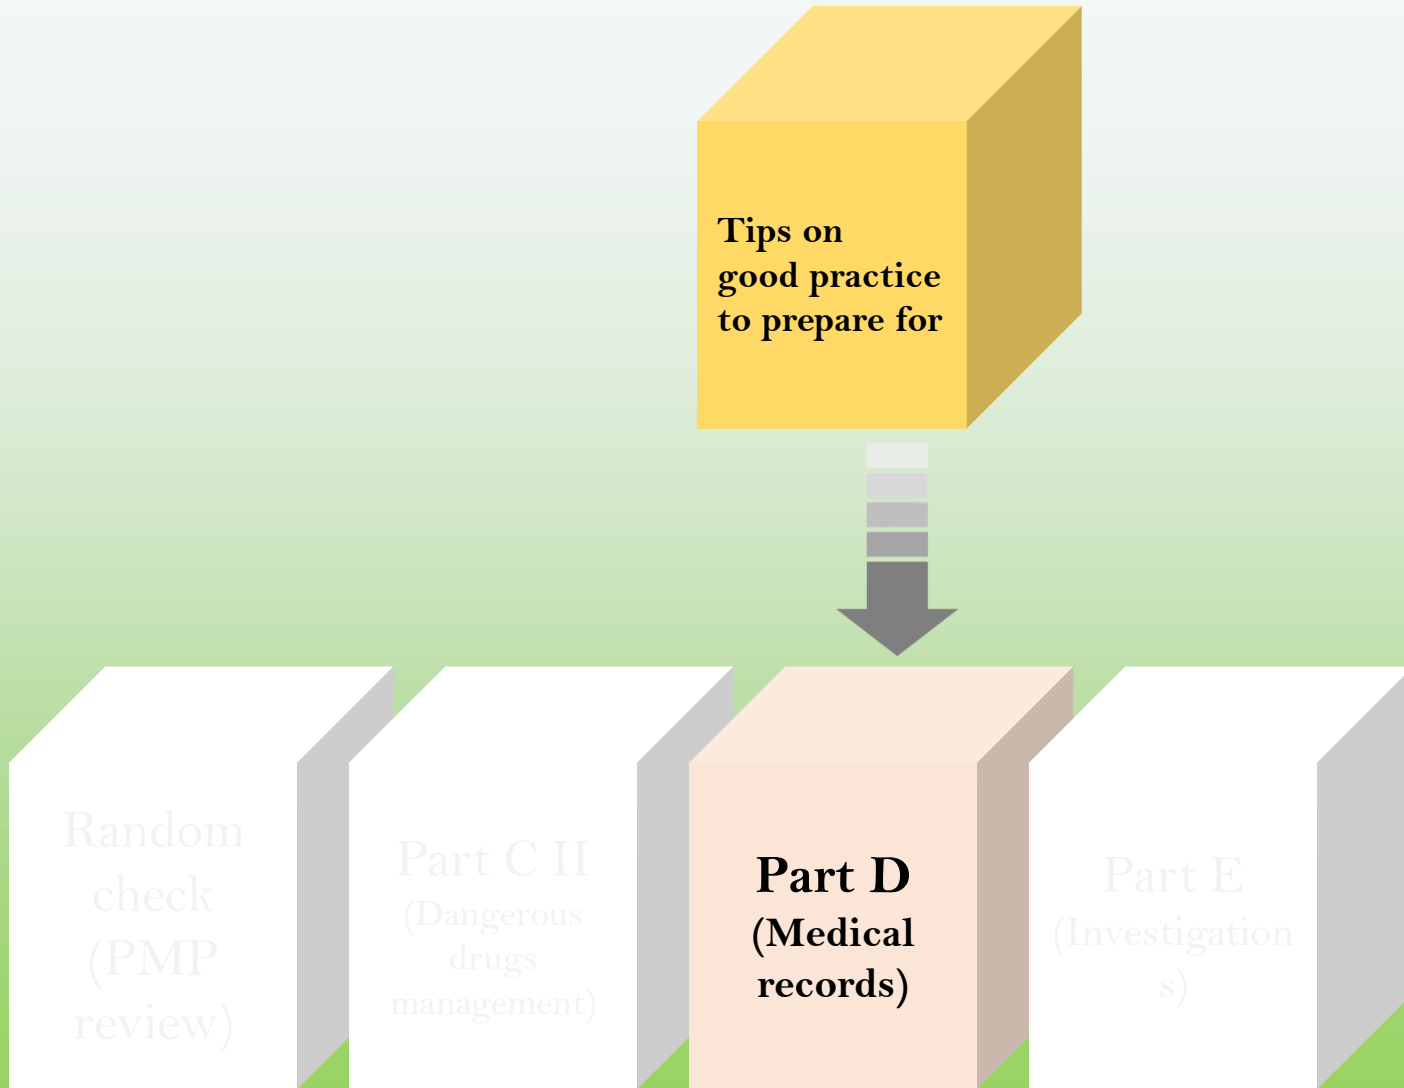 Tips on
good practice
to prepare for
Random
check
(PMP
review)
Part C II
(Dangerous
drugs
management)
Part D
(Medical
records)
Part E
(Investigation
s)